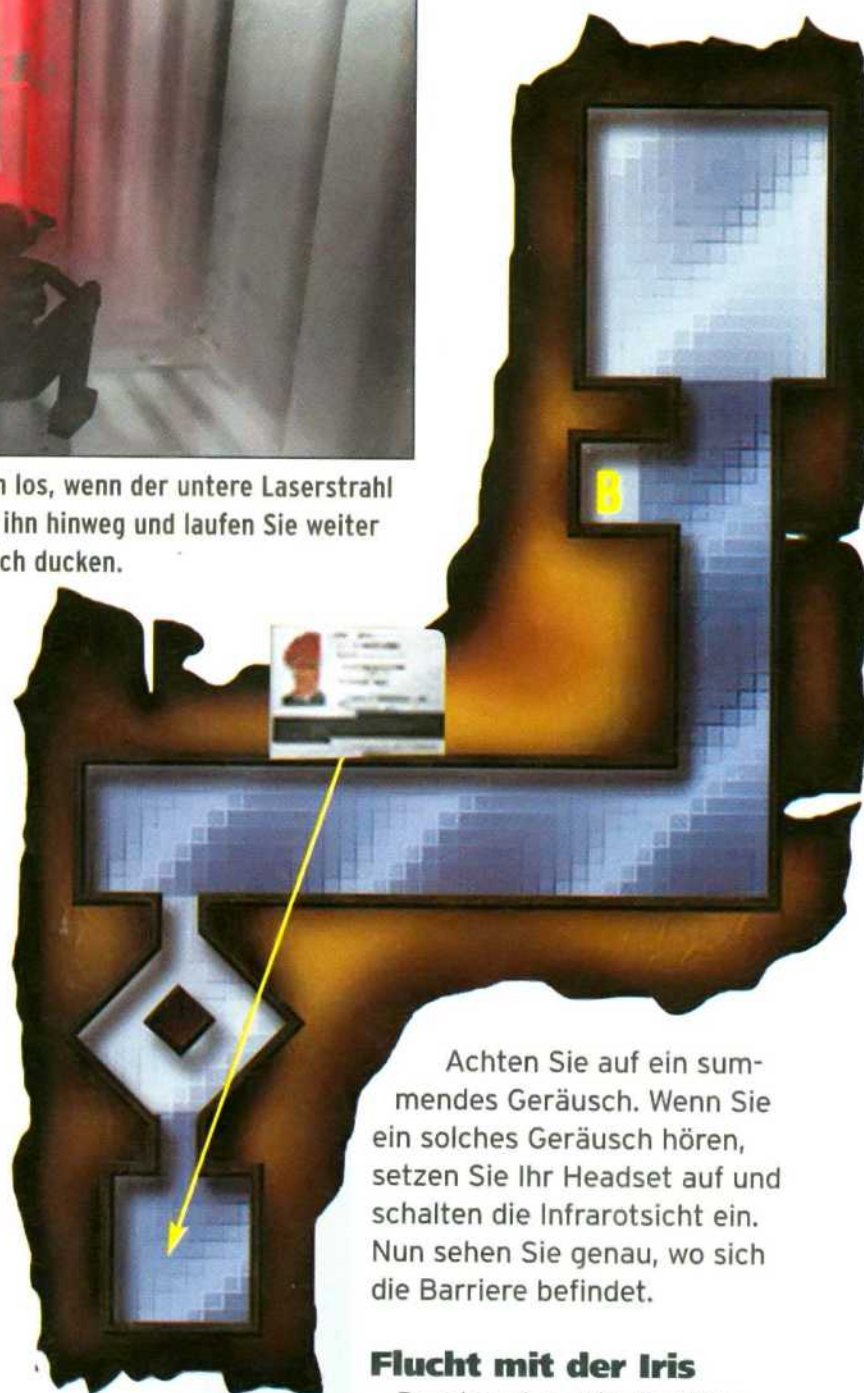 n los, wenn der untere Laserstrahl
ihn hinweg und laufen Sie weiter
ch ducken.
B
Achten Sie auf ein sum-
mendes Geräusch. Wenn Sie
ein solches Geräusch hören,
setzen Sie Ihr Headset auf und
schalten die Infrarotsicht ein.
Nun sehen Sie genau, wo sich
die Barriere befindet.
Flucht mit der Iris